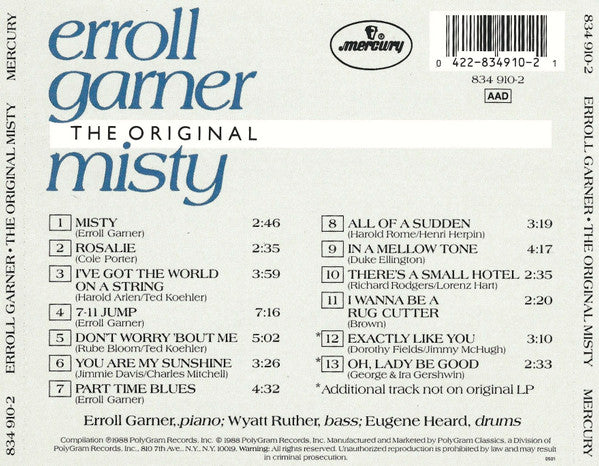 834 910-2 ERROLL GARNER • THE ORIGINAL MISTY MERCURY
erroll
garner
THE ORIGINAL
misty
mercury
0 422-834910-2 1
834 910-2
AAD
1 MISTY 2:46
(Erroll Garner)
2 ROSALIE 2:35
(Cole Porter)
3 I'VE GOT THE WORLD 3:59
ON A STRING
(Harold Arlen/Ted Koehler)
4 7-11 JUMP 7:16
(Erroll Garner)
5 DON'T WORRY 'BOUT ME 5:02
(Rube Bloom/Ted Koehler)
6 YOU ARE MY SUNSHINE 3:26
(Jimmie Davis/Charles Mitchell)
7 PART TIME BLUES 4:32
(Erroll Garner)
8 ALL OF A SUDDEN 3:19
(Harold Rome/Henri Herpin)
9 IN A MELLOW TONE 4:17
(Duke Ellington)
10 THERE'S A SMALL HOTEL 2:35
(Richard Rodgers/Lorenz Hart)
11 I WANNA BE A 2:20
RUG CUTTER
(Brown)
*12 EXACTLY LIKE YOU 3:10
(Dorothy Fields/Jimmy McHugh)
*13 OH, LADY BE GOOD 2:33
(George & Ira Gershwin)
*Additional track not on original LP
Erroll Garner,.piano; Wyatt Ruther, bass; Eugene Heard, drums
Compilation ℗1988 PolyGram Records, Inc. © 1988 PolyGram Records, Inc. Manufactured and Marketed by PolyGram Classics, a Division of
PolyGram Records, Inc., 810 7th Ave., N.Y., N.Y. 10019. Warning: All rights reserved. Unauthorized reproduction is prohibited by law and may result
in criminal prosecution.
0521
834 910-2 ERROLL GARNER • THE ORIGINAL MISTY MERCURY